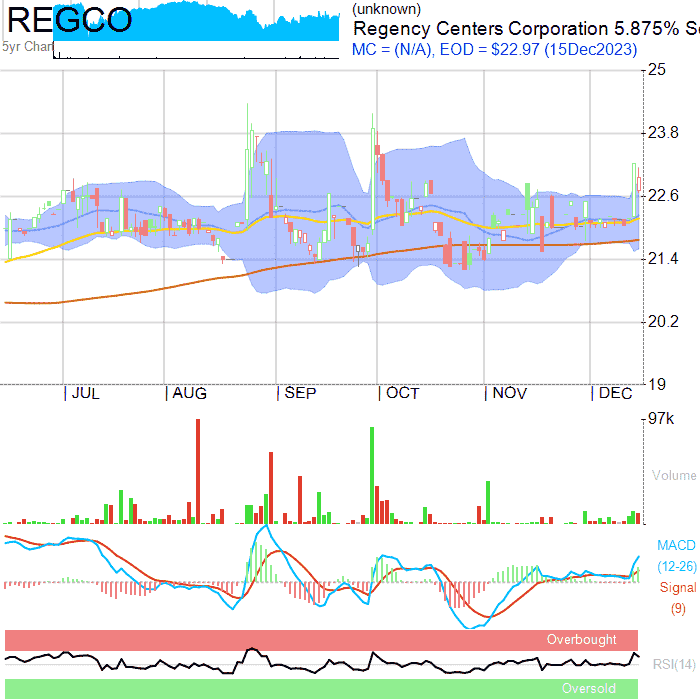 REGCO
(unknown)
Regency Centers Corporation 5.875% Se
5yr Chart
MC = (N/A), EOD = $22.97 (15Dec2023)
25
23.8
22.6
21.4
20.2
19
JUL AUG SEP OCT NOV DEC
97k
Volume
MACD
(12-26)
Signal
(9)
Overbought
RSI(14)
Oversold